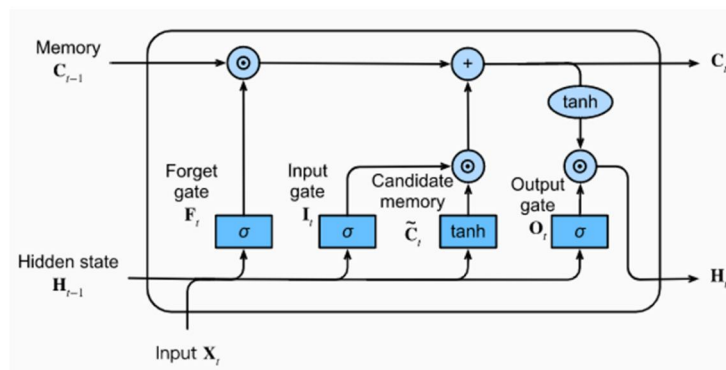 Memory
C_{t-1}
⊙
+
C_t
tanh
Forget gate
F_t
Input gate
I_t
Candidate memory
C̃_t
⊙
Output gate
O_t
⊙
σ
σ
tanh
σ
Hidden state
H_{t-1}
H_t
Input X_t